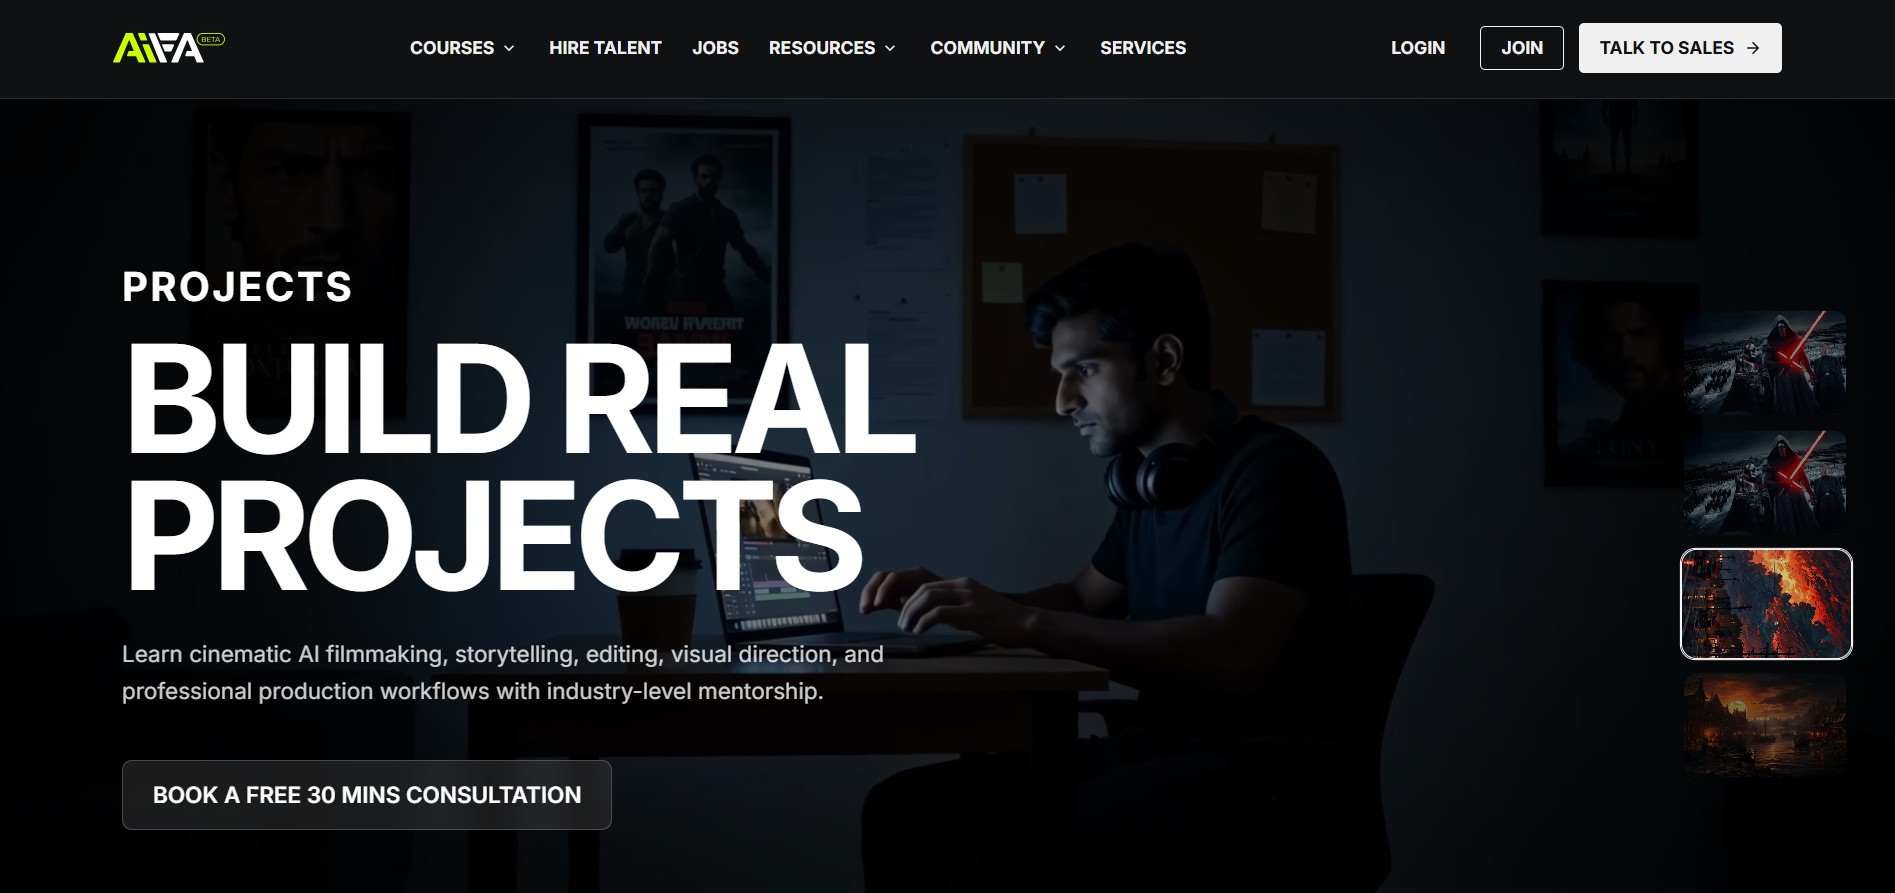 AiFA BETA
COURSES
HIRE TALENT
JOBS
RESOURCES
COMMUNITY
SERVICES
LOGIN
JOIN
TALK TO SALES
PROJECTS
BUILD REAL
PROJECTS
Learn cinematic AI filmmaking, storytelling, editing, visual direction, and
professional production workflows with industry-level mentorship.
BOOK A FREE 30 MINS CONSULTATION